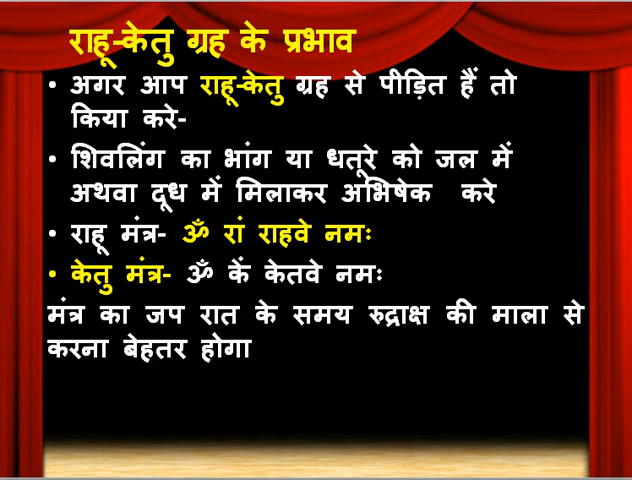 राहू-केतु ग्रह के प्रभाव
• अगर आप राहू-केतु ग्रह से पीड़ित हैं तो
किया करे-
• शिवलिंग का भांग या धतूरे को जल में
अथवा दूध में मिलाकर अभिषेक करे
• राहू मंत्र- ॐ रां राहवे नमः
• केतु मंत्र- ॐ कें केतवे नमः
मंत्र का जप रात के समय रुद्राक्ष की माला से
करना बेहतर होगा